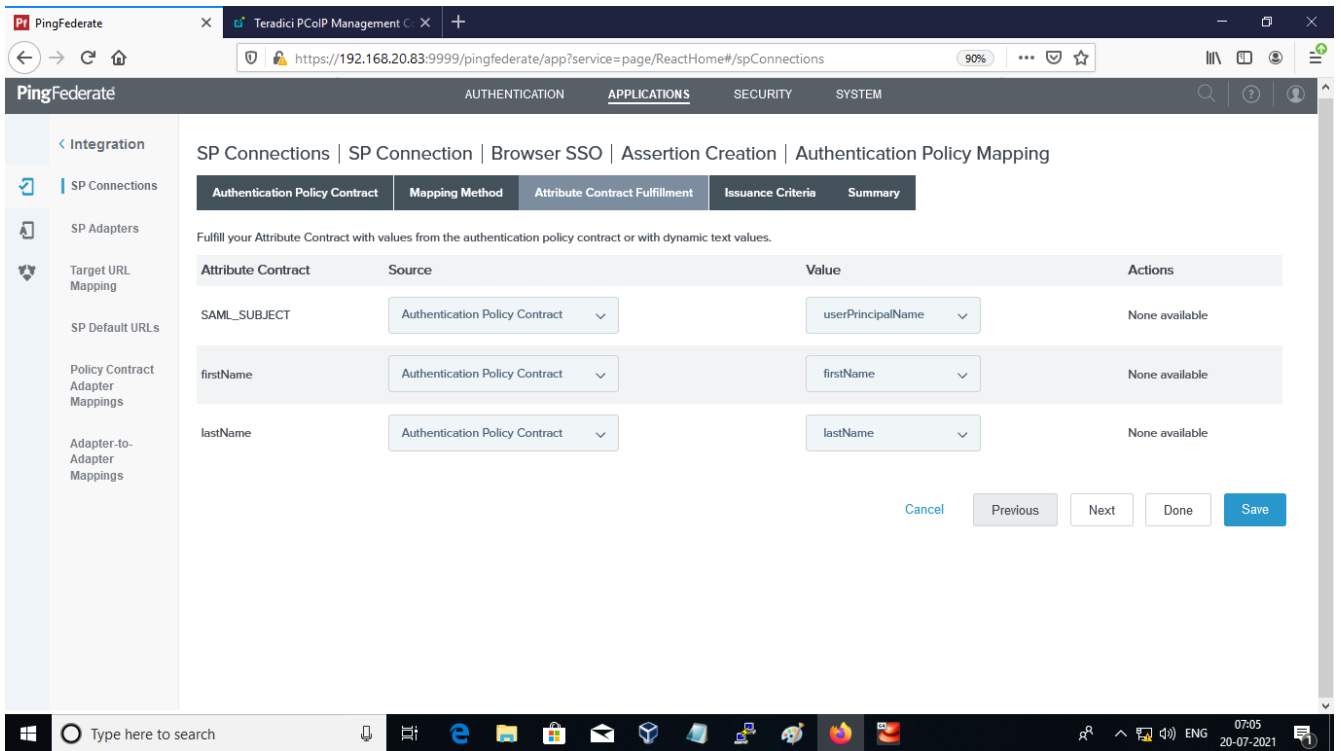 Pf PingFederate
Teradici PCoIP Management C
https://192.168.20.83:9999/pingfederate/app?service=page/ReactHome#/spConnections
90%
PingFederate
AUTHENTICATION
APPLICATIONS
SECURITY
SYSTEM
Integration
SP Connections
SP Adapters
Target URL
Mapping
SP Default URLs
Policy Contract
Adapter
Mappings
Adapter-to-
Adapter
Mappings
SP Connections | SP Connection | Browser SSO | Assertion Creation | Authentication Policy Mapping
Authentication Policy Contract
Mapping Method
Attribute Contract Fulfillment
Issuance Criteria
Summary
Fulfill your Attribute Contract with values from the authentication policy contract or with dynamic text values.
Attribute Contract Source Value Actions
SAML_SUBJECT Authentication Policy Contract userPrincipalName None available
firstName Authentication Policy Contract firstName None available
lastName Authentication Policy Contract lastName None available
Cancel Previous Next Done Save
Type here to search
ENG
07:05
20-07-2021
1